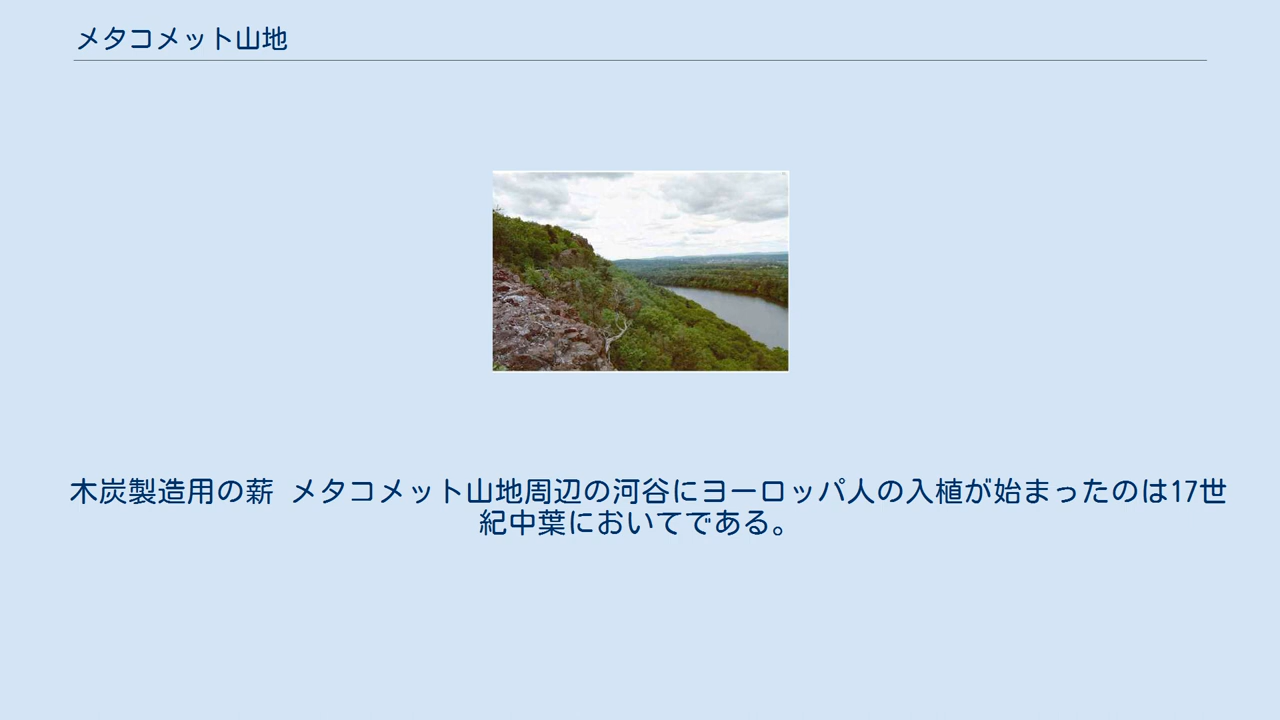 メタコメット山地
木炭製造用の薪 メタコメット山地周辺の河谷にヨーロッパ人の入植が始まったのは17世
紀中葉においてである。